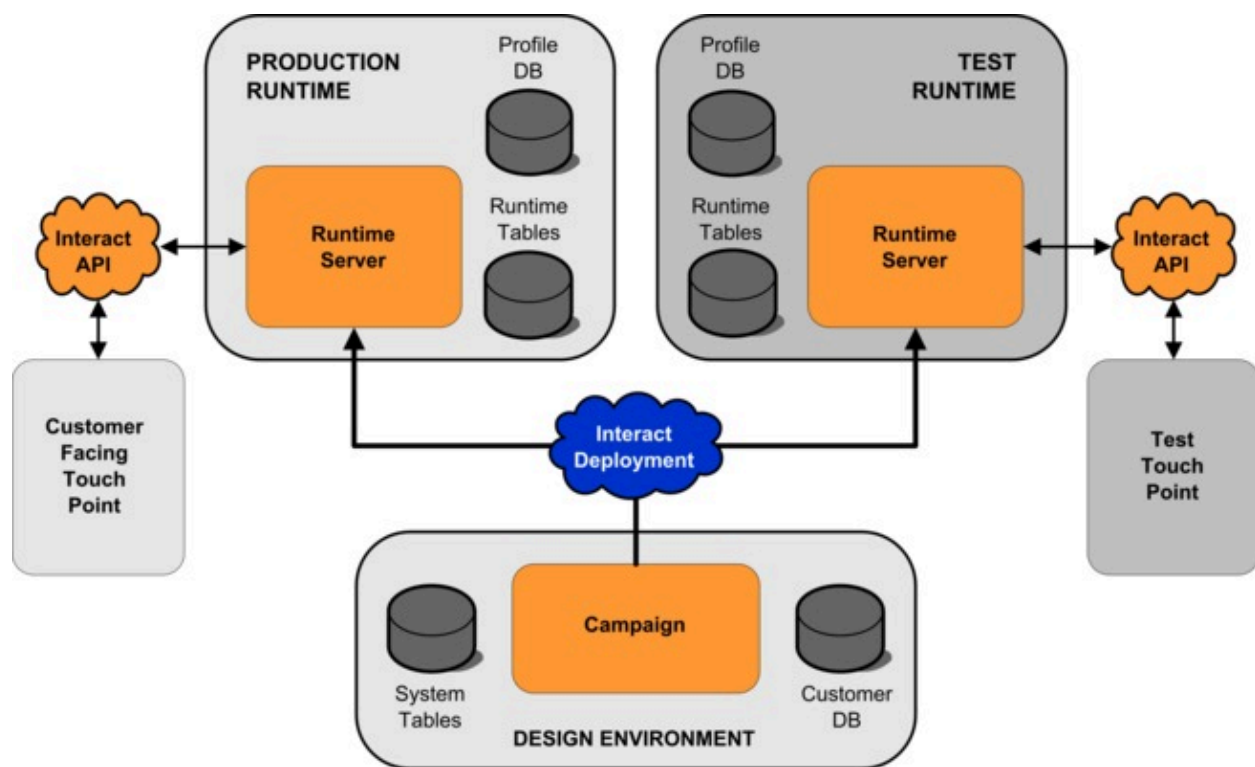 PRODUCTION
RUNTIME
Profile
DB
Runtime
Server
Runtime
Tables
Interact
API
Customer
Facing
Touch
Point
Profile
DB
TEST
RUNTIME
Runtime
Tables
Runtime
Server
Interact
API
Test
Touch
Point
Interact
Deployment
Campaign
System
Tables
Customer
DB
DESIGN ENVIRONMENT